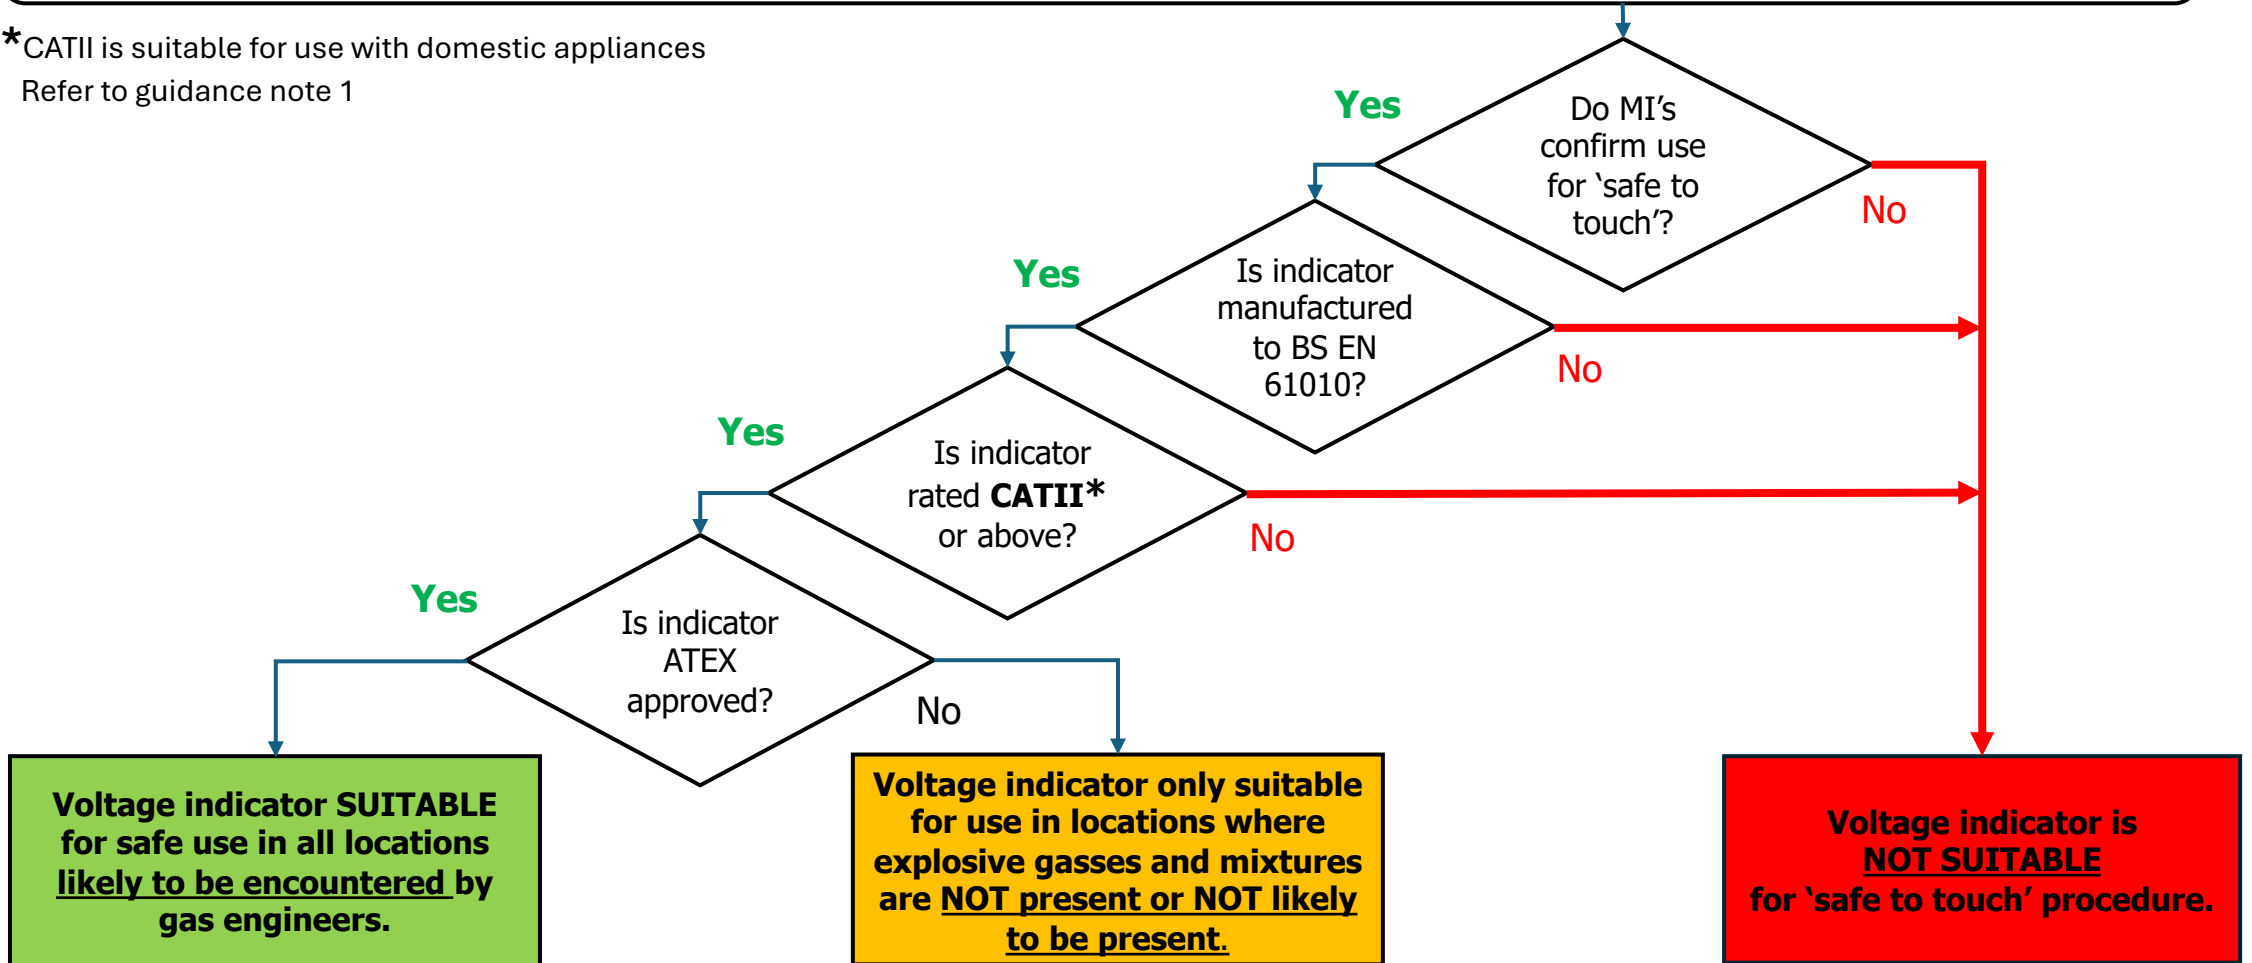 *CATII is suitable for use with domestic appliances
Refer to guidance note 1
Yes
Do MI’s
confirm use
for ‘safe to
touch’?
No
Yes
Is indicator
manufactured
to BS EN
61010?
No
Yes
Is indicator
rated CATII*
or above?
No
Yes
Is indicator
ATEX
approved?
No
Voltage indicator SUITABLE
for safe use in all locations
likely to be encountered by
gas engineers.
Voltage indicator only suitable
for use in locations where
explosive gasses and mixtures
are NOT present or NOT likely
to be present.
Voltage indicator is
NOT SUITABLE
for ‘safe to touch’ procedure.